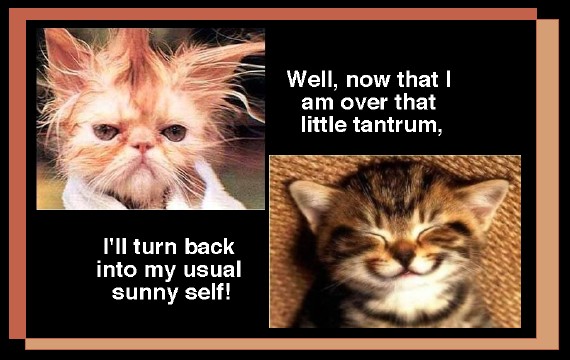 Well, now that I
am over that
little tantrum,
I'll turn back
into my usual
sunny self!